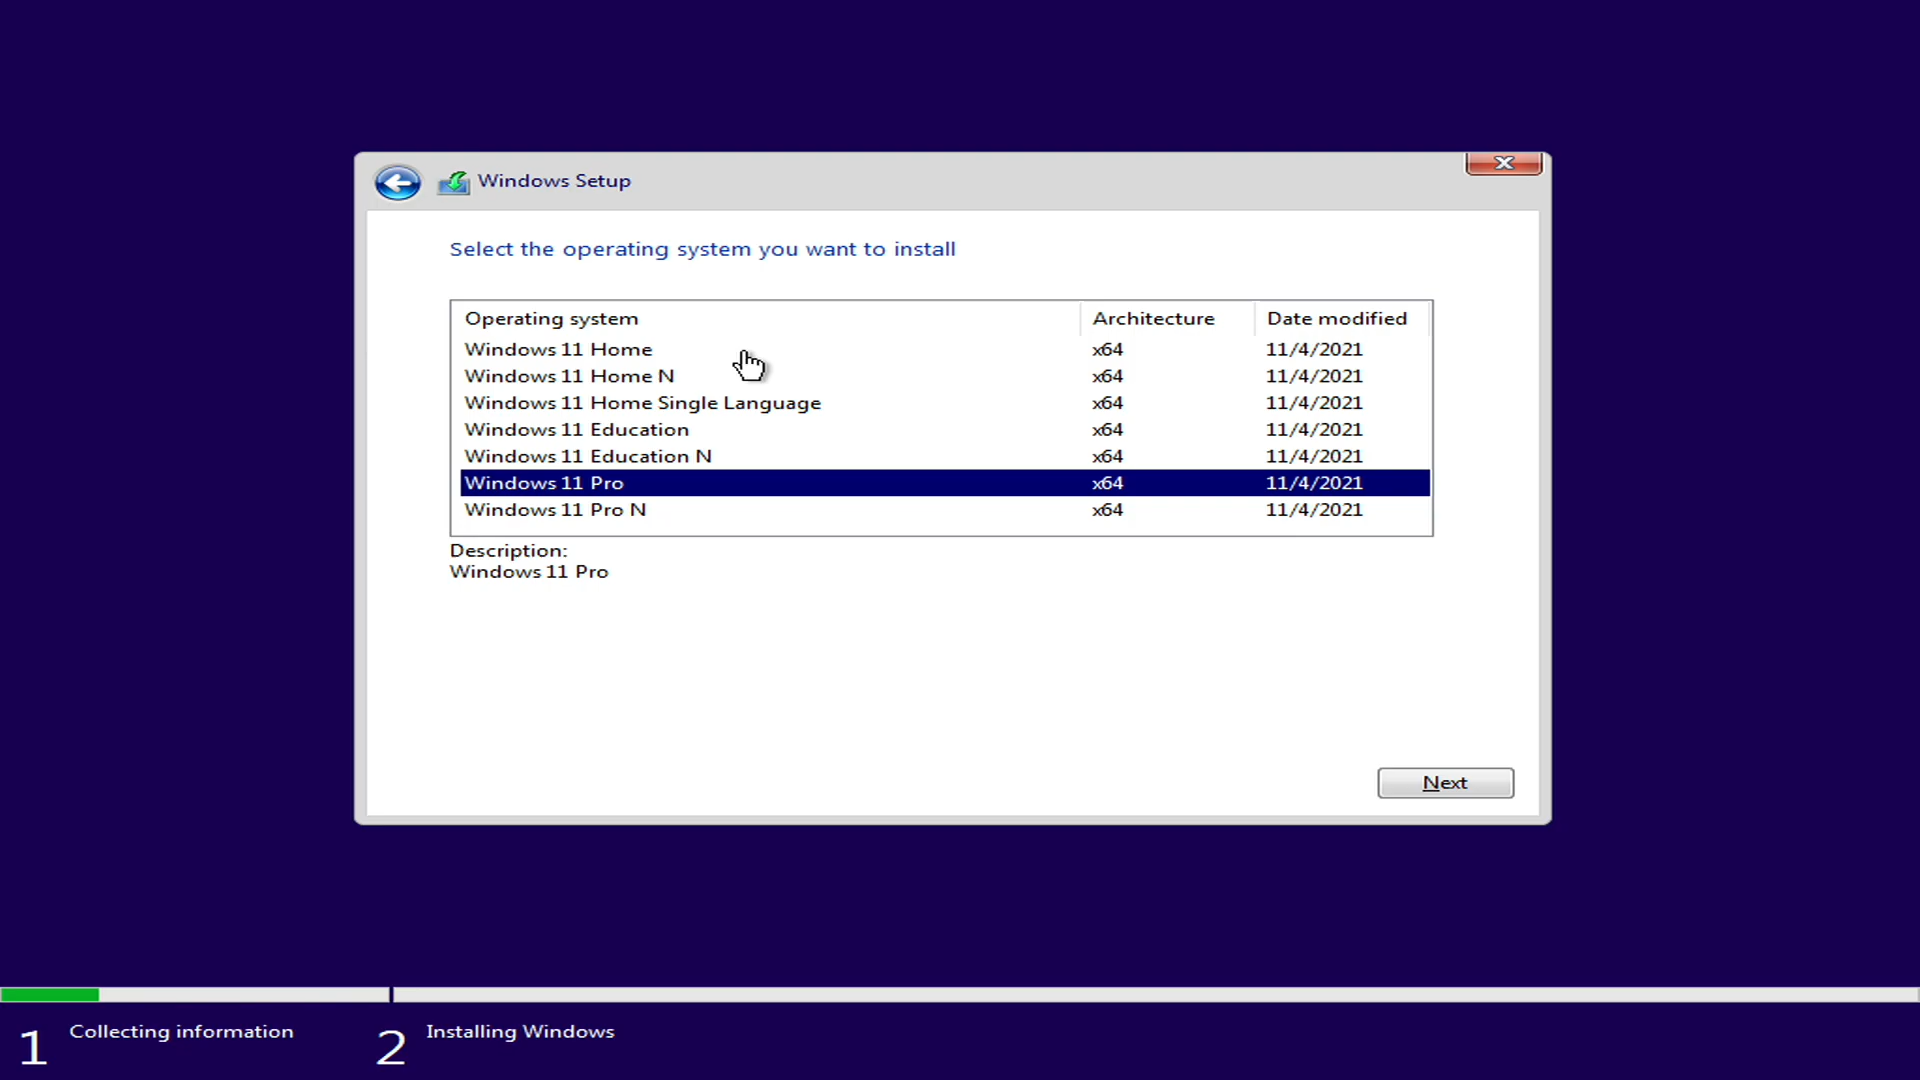 Windows Setup
Select the operating system you want to install
Operating system Architecture Date modified
Windows 11 Home x64 11/4/2021
Windows 11 Home N x64 11/4/2021
Windows 11 Home Single Language x64 11/4/2021
Windows 11 Education x64 11/4/2021
Windows 11 Education N x64 11/4/2021
Windows 11 Pro x64 11/4/2021
Windows 11 Pro N x64 11/4/2021
Description:
Windows 11 Pro
Next
1 Collecting information 2 Installing Windows